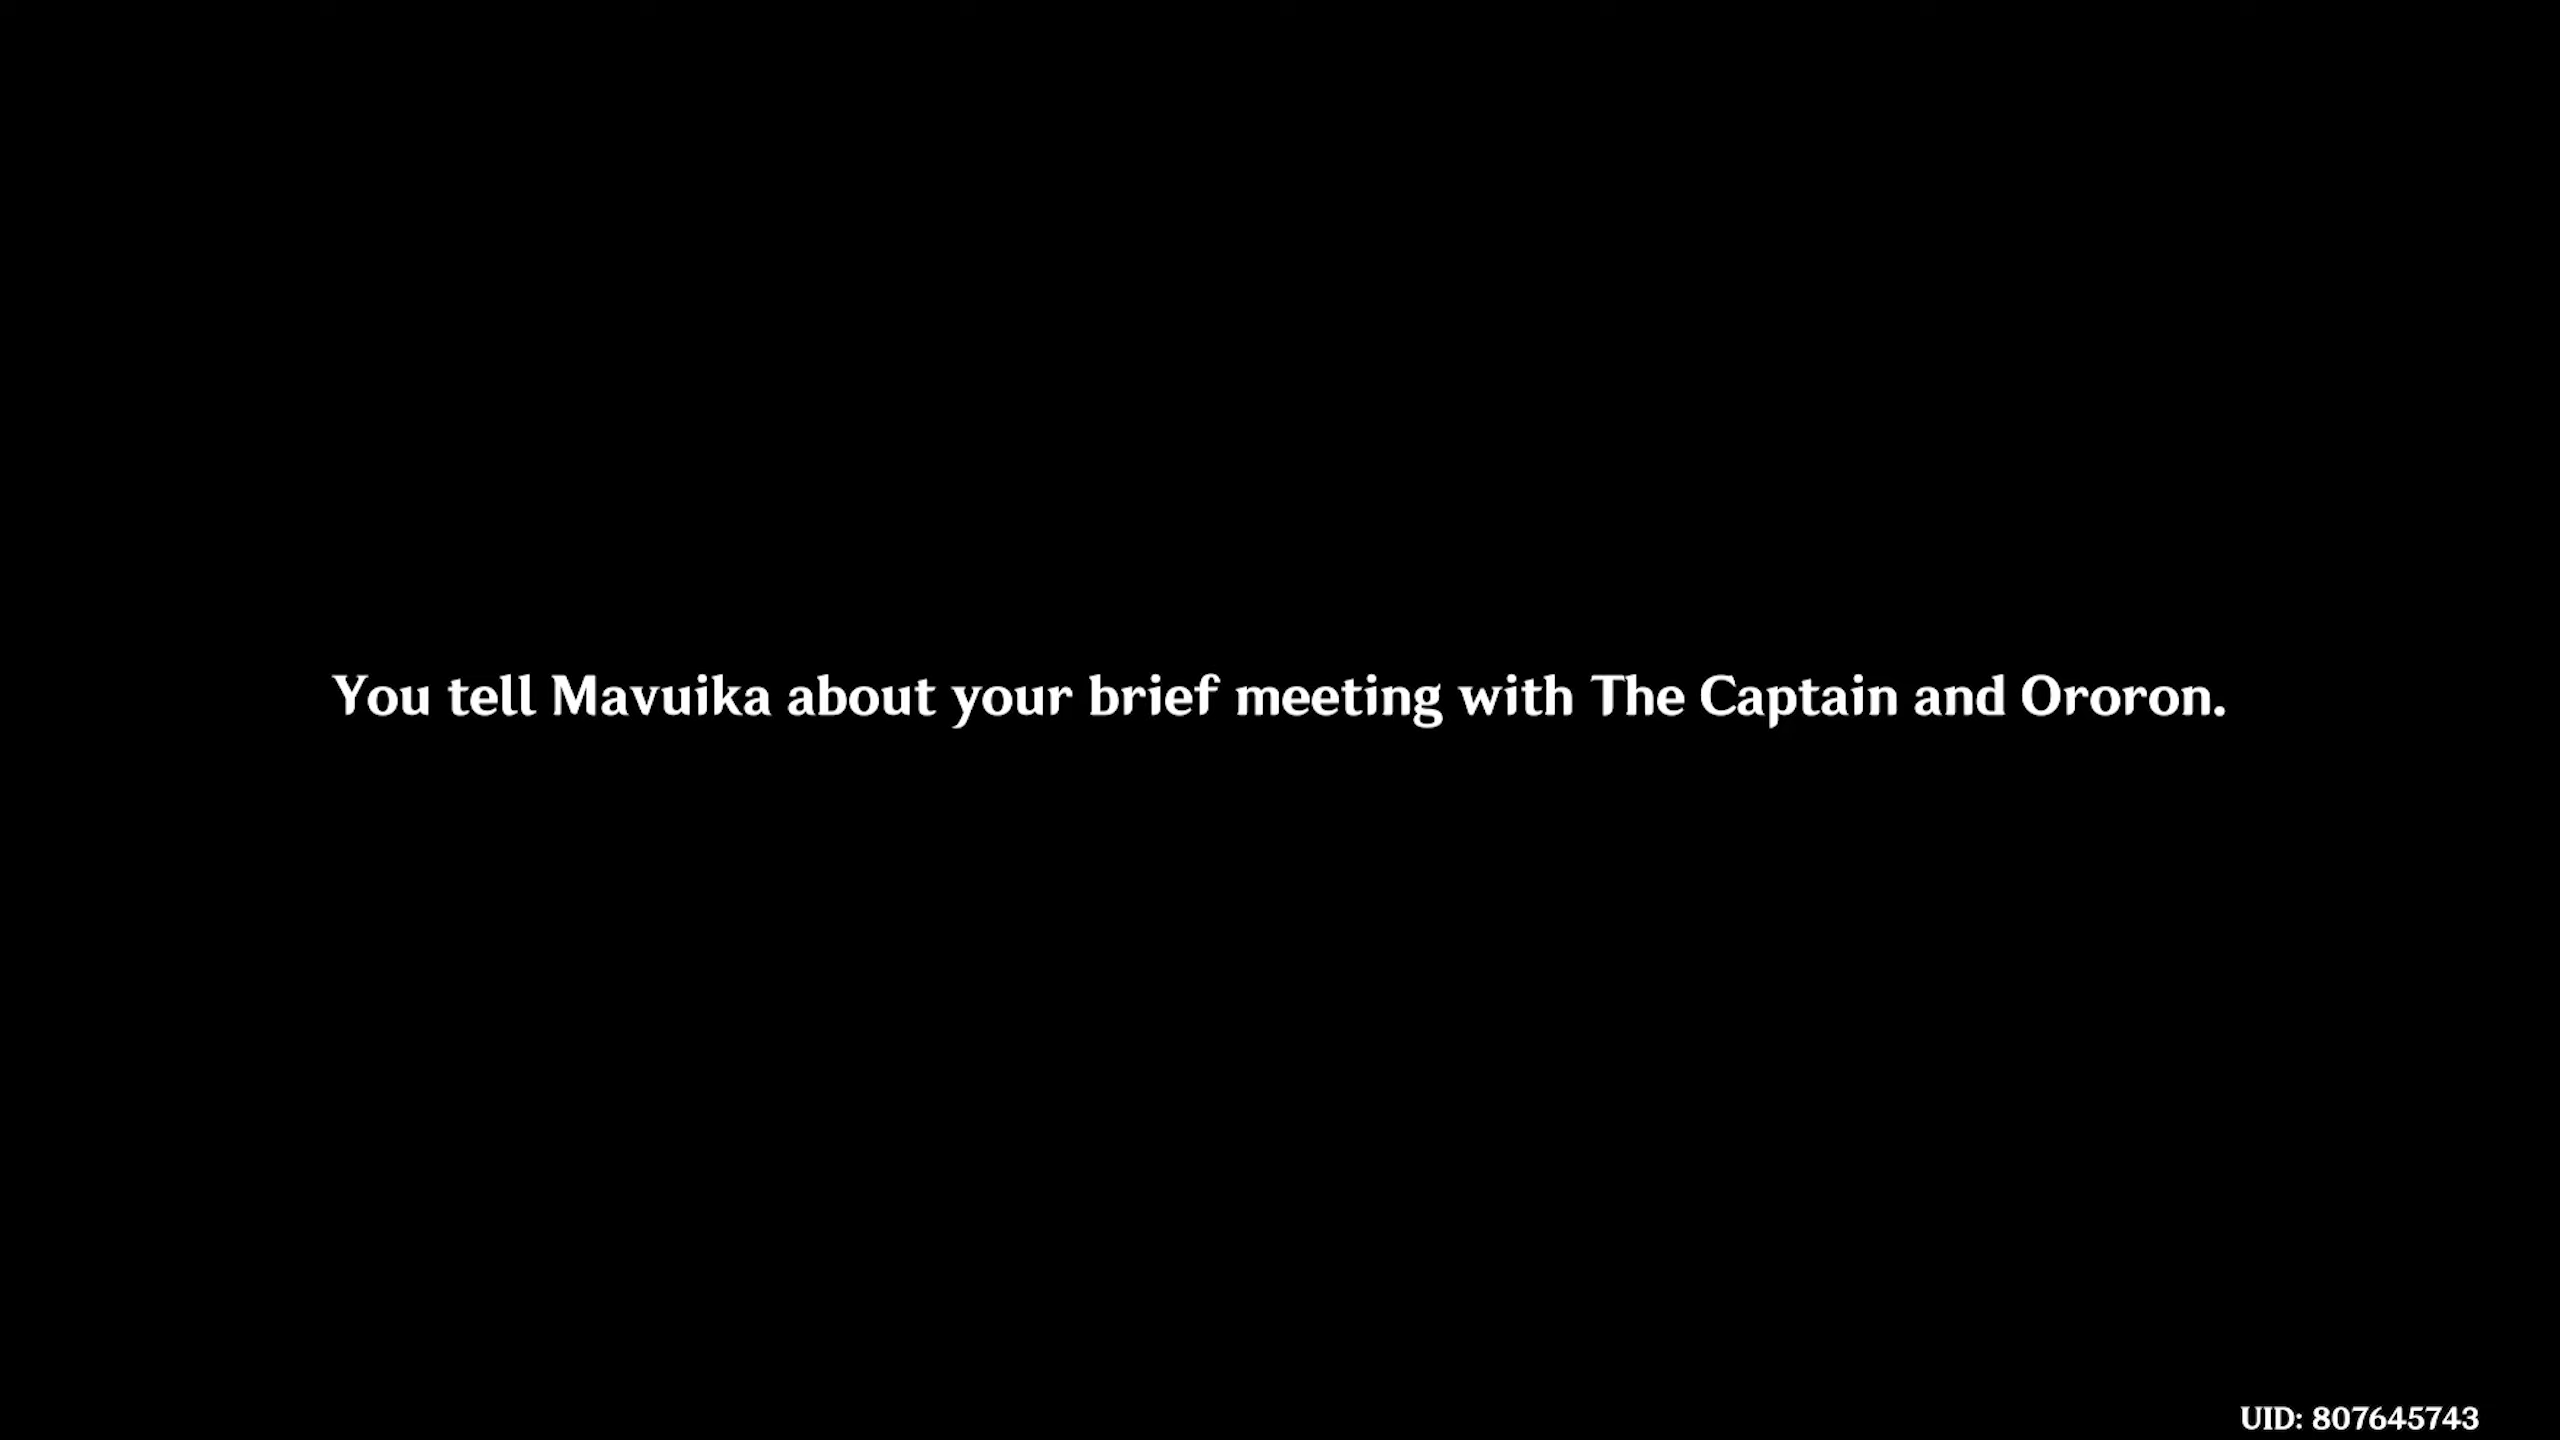 You tell Mavuika about your brief meeting with The Captain and Ororon.
UID: 807645743